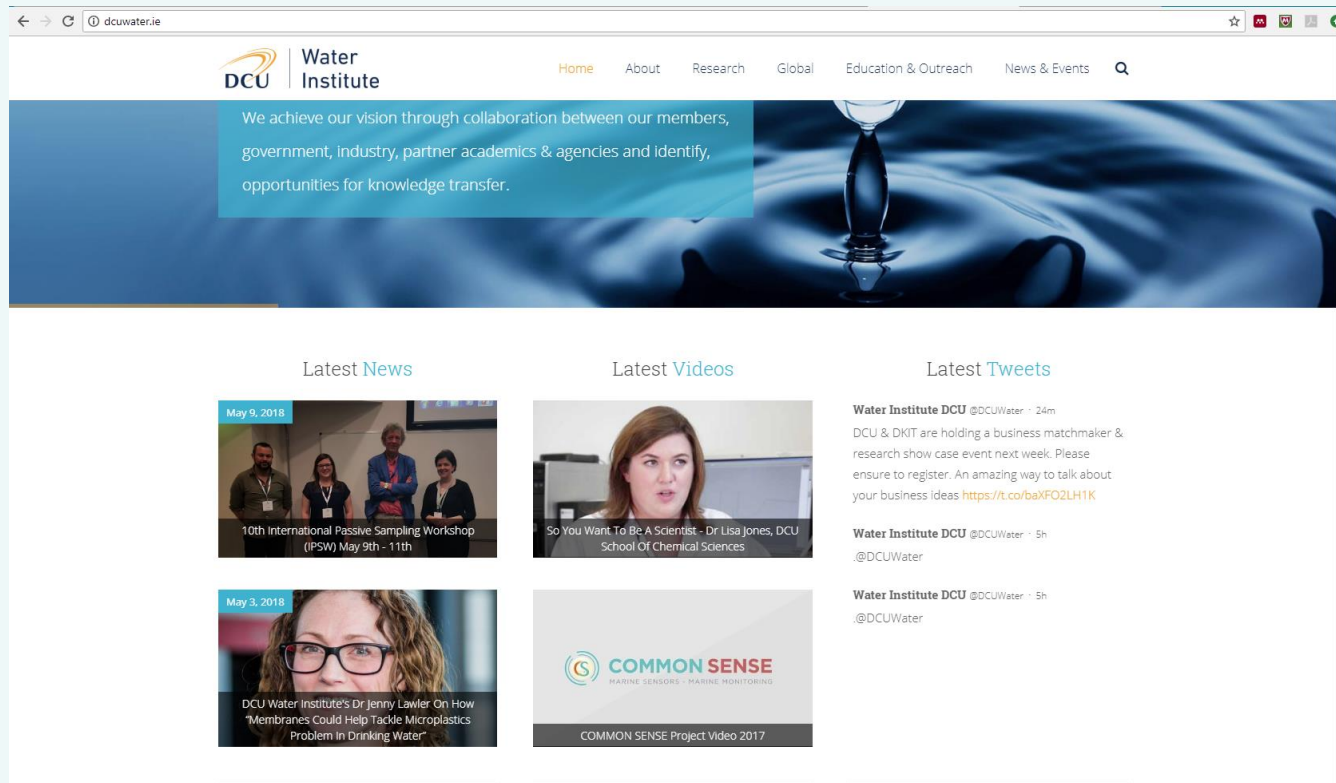 dcuwater.ie
DCU
Water
Institute
Home About Research Global Education & Outreach News & Events
We achieve our vision through collaboration between our members,
government, industry, partner academics & agencies and identify,
opportunities for knowledge transfer.
Latest News
May 9, 2018
10th International Passive Sampling Workshop
(IPSW) May 9th - 11th
May 3, 2018
DCU Water Institute's Dr Jenny Lawler On How
"Membranes Could Help Tackle Microplastics
Problem In Drinking Water"
Latest Videos
So You Want To Be A Scientist - Dr Lisa Jones, DCU
School Of Chemical Sciences
CS COMMON SENSE
MARINE SENSORS - MARINE MONITORING
COMMON SENSE Project Video 2017
Latest Tweets
Water Institute DCU @DCUWater · 24m
DCU & DKIT are holding a business matchmaker &
research show case event next week. Please
ensure to register. An amazing way to talk about
your business ideas https://t.co/baXFO2LH1K
Water Institute DCU @DCUWater · 5h
.@DCUWater
Water Institute DCU @DCUWater · 5h
.@DCUWater